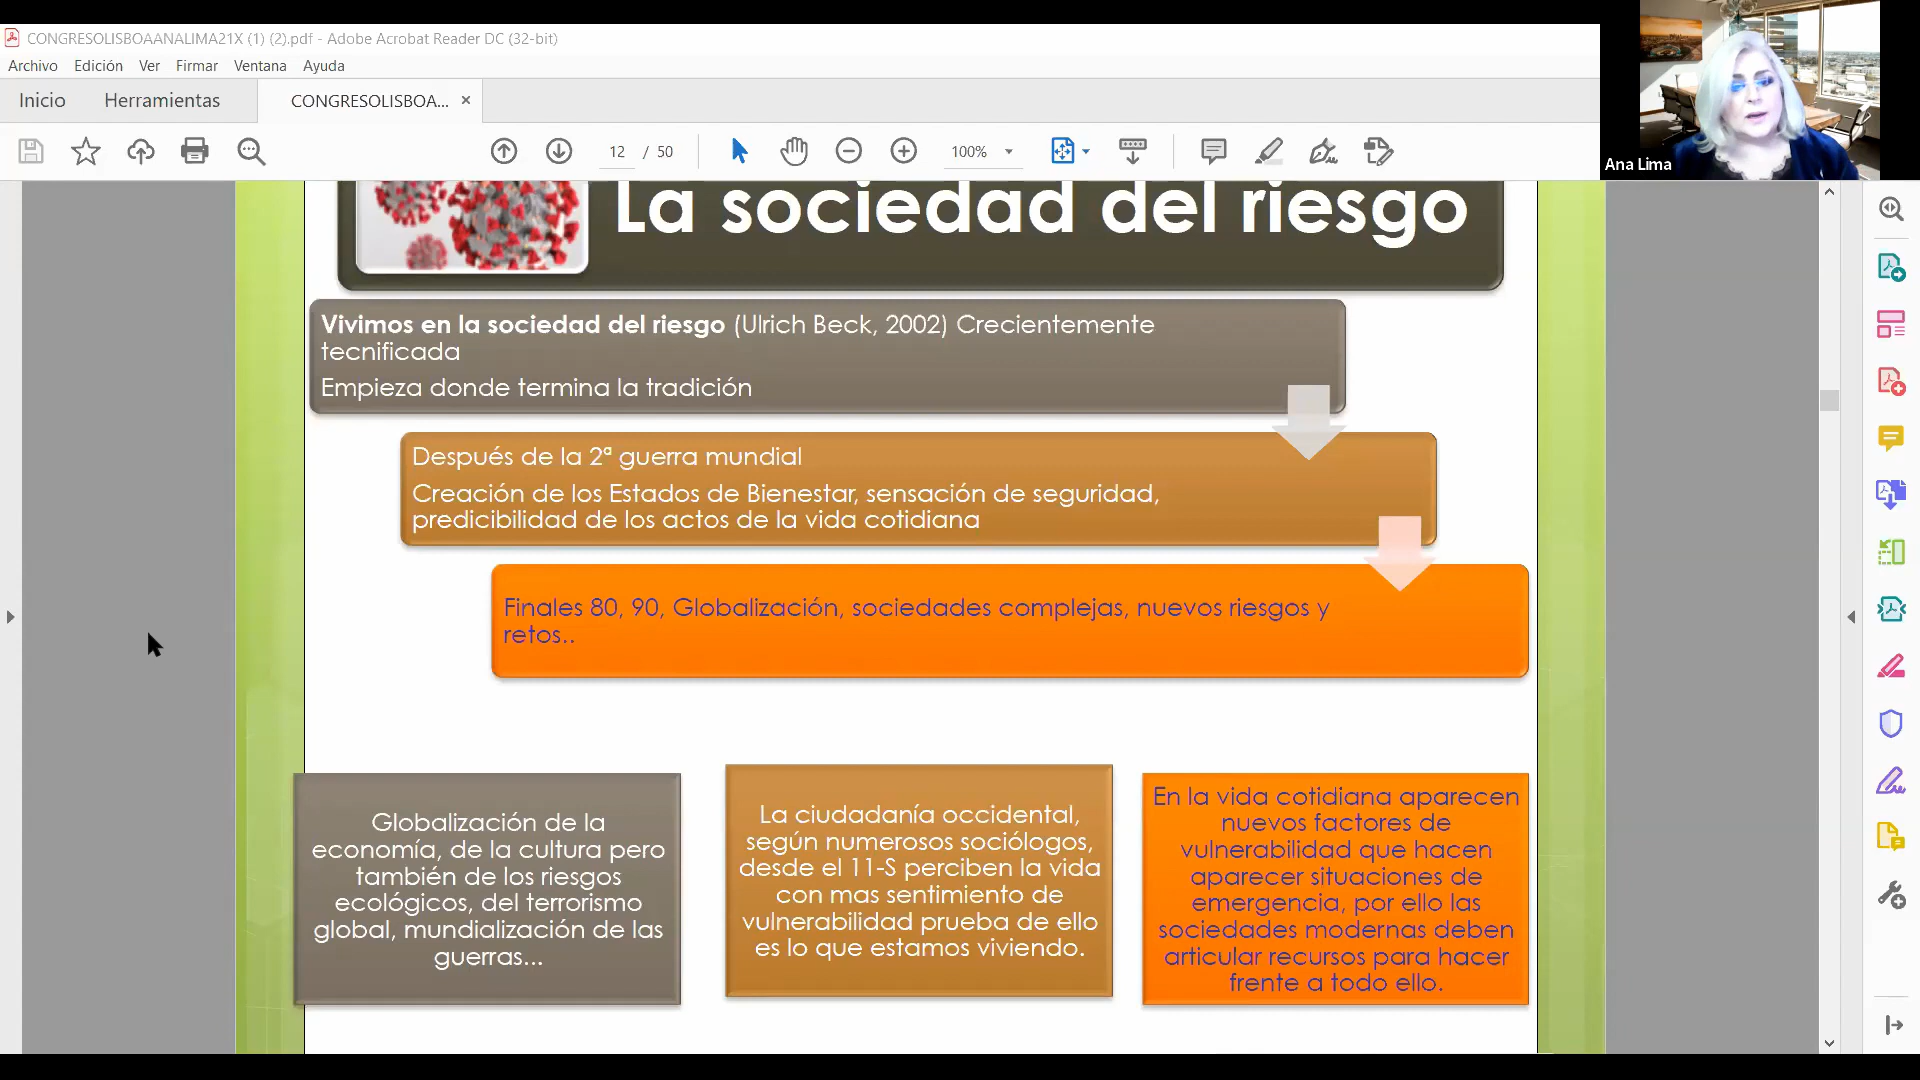 CONGRESOLISBOAANALIMA21X (1) (2).pdf - Adobe Acrobat Reader DC (32-bit)
Archivo Edición Ver Firmar Ventana Ayuda
Inicio Herramientas CONGRESOLISBOA... ×
12 / 50 100%
Ana Lima
La sociedad del riesgo
Vivimos en la sociedad del riesgo (Ulrich Beck, 2002) Crecientemente
tecnificada
Empieza donde termina la tradición
Después de la 2ª guerra mundial
Creación de los Estados de Bienestar, sensación de seguridad,
predicibilidad de los actos de la vida cotidiana
Finales 80, 90, Globalización, sociedades complejas, nuevos riesgos y
retos..
Globalización de la
economía, de la cultura pero
también de los riesgos
ecológicos, del terrorismo
global, mundialización de las
guerras...
La ciudadanía occidental,
según numerosos sociólogos,
desde el 11-S perciben la vida
con mas sentimiento de
vulnerabilidad prueba de ello
es lo que estamos viviendo.
En la vida cotidiana aparecen
nuevos factores de
vulnerabilidad que hacen
aparecer situaciones de
emergencia, por ello las
sociedades modernas deben
articular recursos para hacer
frente a todo ello.